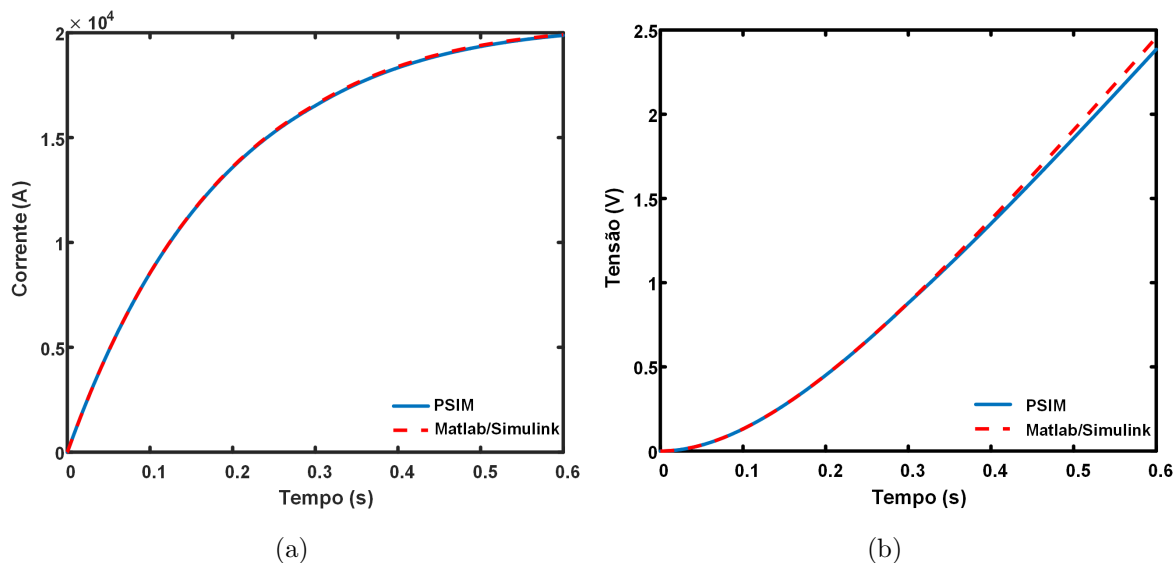 × 10⁴
2
1.5
1
0.5
0
Corrente (A)
PSIM
Matlab/Simulink
0 0.1 0.2 0.3 0.4 0.5 0.6
Tempo (s)
(a)
2.5
2
1.5
1
0.5
0
Tensão (V)
PSIM
Matlab/Simulink
0 0.1 0.2 0.3 0.4 0.5 0.6
Tempo (s)
(b)